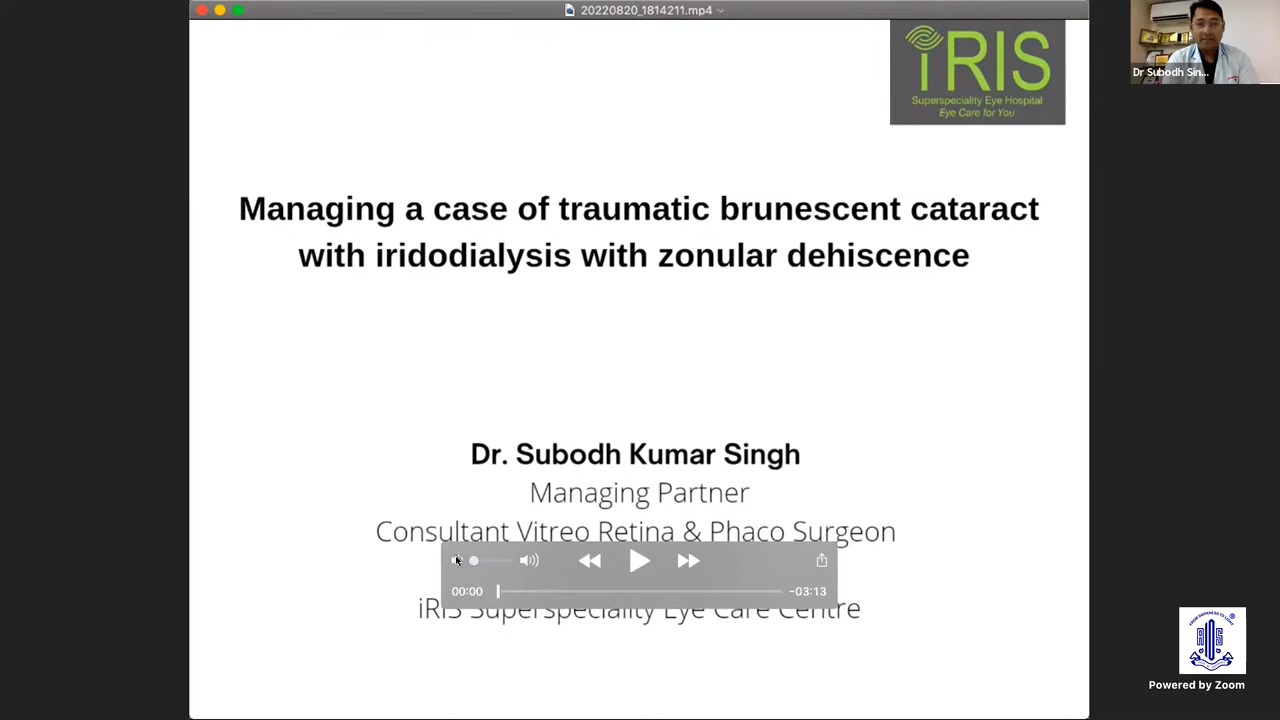 20220820_1814211.mp4
iRIS
Superspeciality Eye Hospital
Eye Care for You
Dr Subodh Sin...
Managing a case of traumatic brunescent cataract
with iridodialysis with zonular dehiscence
Dr. Subodh Kumar Singh
Managing Partner
Consultant Vitreo Retina & Phaco Surgeon
00:00
-03:13
iRIS Superspeciality Eye Care Centre
Powered by Zoom